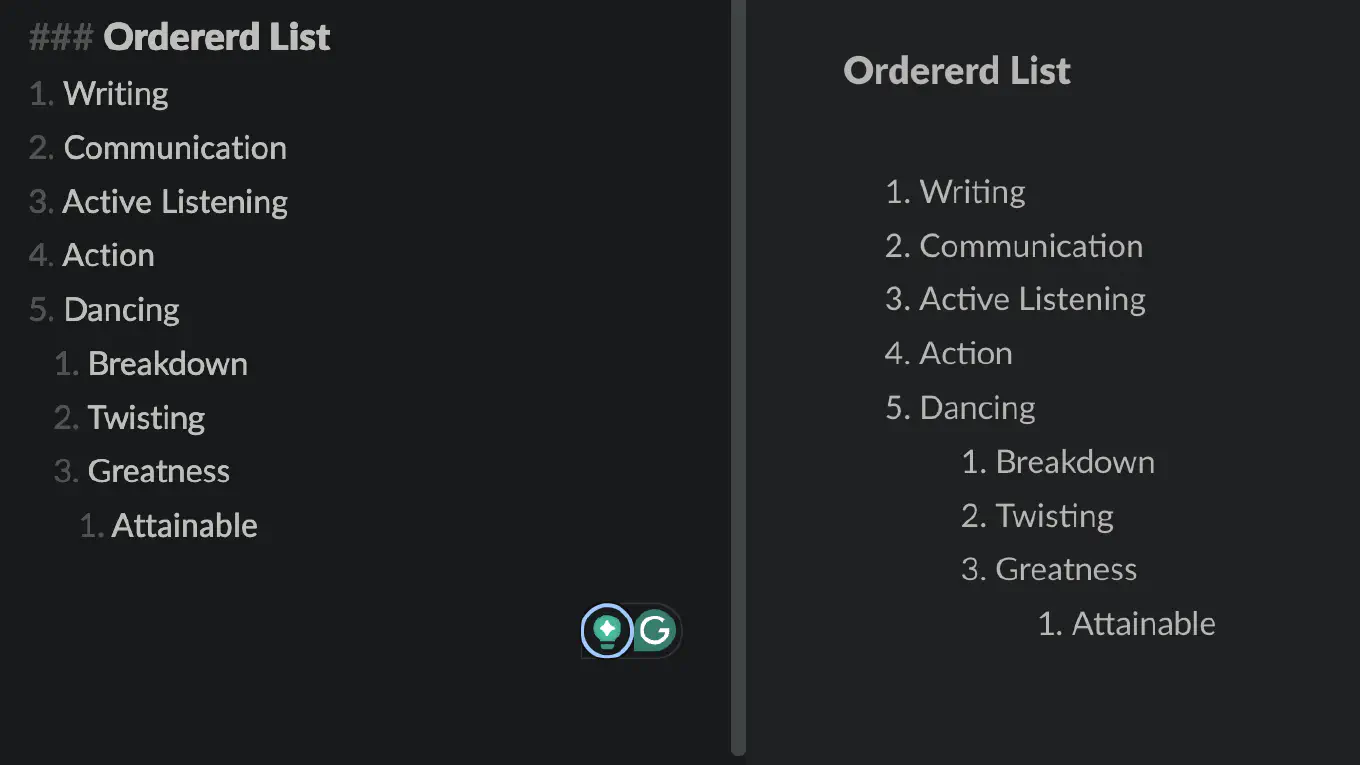 ### Ordererd List
1. Writing
2. Communication
3. Active Listening
4. Action
5. Dancing
1. Breakdown
2. Twisting
3. Greatness
1. Attainable
G
Ordererd List
1. Writing
2. Communication
3. Active Listening
4. Action
5. Dancing
1. Breakdown
2. Twisting
3. Greatness
1. Attainable